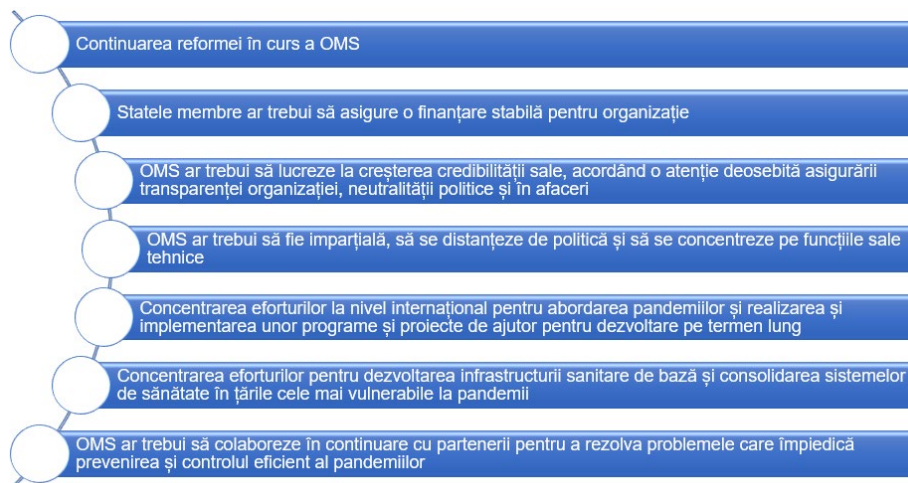 Continuarea reformei în curs a OMS
Statele membre ar trebui să asigure o finanțare stabilă pentru organizație
OMS ar trebui să lucreze la creșterea credibilității sale, acordând o atenție deosebită asigurării
transparenței organizației, neutralității politice și în afaceri
OMS ar trebui să fie imparțială, să se distanțeze de politică și să se concentreze pe funcțiile sale
tehnice
Concentrarea eforturilor la nivel internațional pentru abordarea pandemiilor și realizarea și
implementarea unor programe și proiecte de ajutor pentru dezvoltare pe termen lung
Concentrarea eforturilor pentru dezvoltarea infrastructurii sanitare de bază și consolidarea sistemelor
de sănătate în țările cele mai vulnerabile la pandemii
OMS ar trebui să colaboreze în continuare cu partenerii pentru a rezolva problemele care împiedică
prevenirea și controlul eficient al pandemiilor